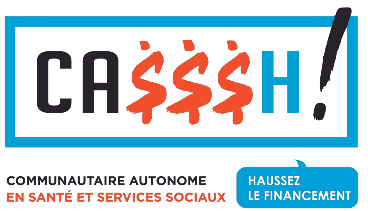 CA$$$H!
COMMUNAUTAIRE AUTONOME
EN SANTÉ ET SERVICES SOCIAUX
HAUSSEZ
LE FINANCEMENT